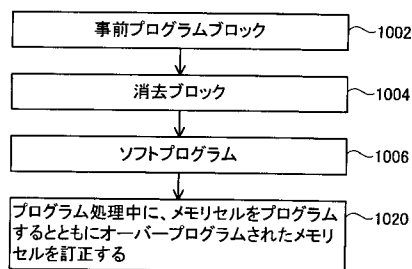 事前プログラムブロック
1002
消去ブロック
1004
ソフトプログラム
1006
プログラム処理中に、メモリセルをプログラム
するとともにオーバープログラムされたメモリ
セルを訂正する
1020